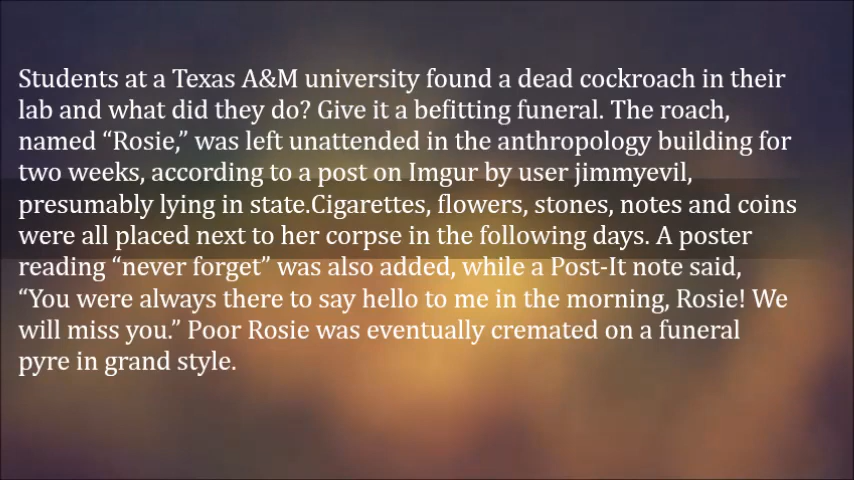 Students at a Texas A&M university found a dead cockroach in their
lab and what did they do? Give it a befitting funeral. The roach,
named “Rosie,” was left unattended in the anthropology building for
two weeks, according to a post on Imgur by user jimmyevil,
presumably lying in state.Cigarettes, flowers, stones, notes and coins
were all placed next to her corpse in the following days. A poster
reading “never forget” was also added, while a Post-It note said,
“You were always there to say hello to me in the morning, Rosie! We
will miss you.” Poor Rosie was eventually cremated on a funeral
pyre in grand style.